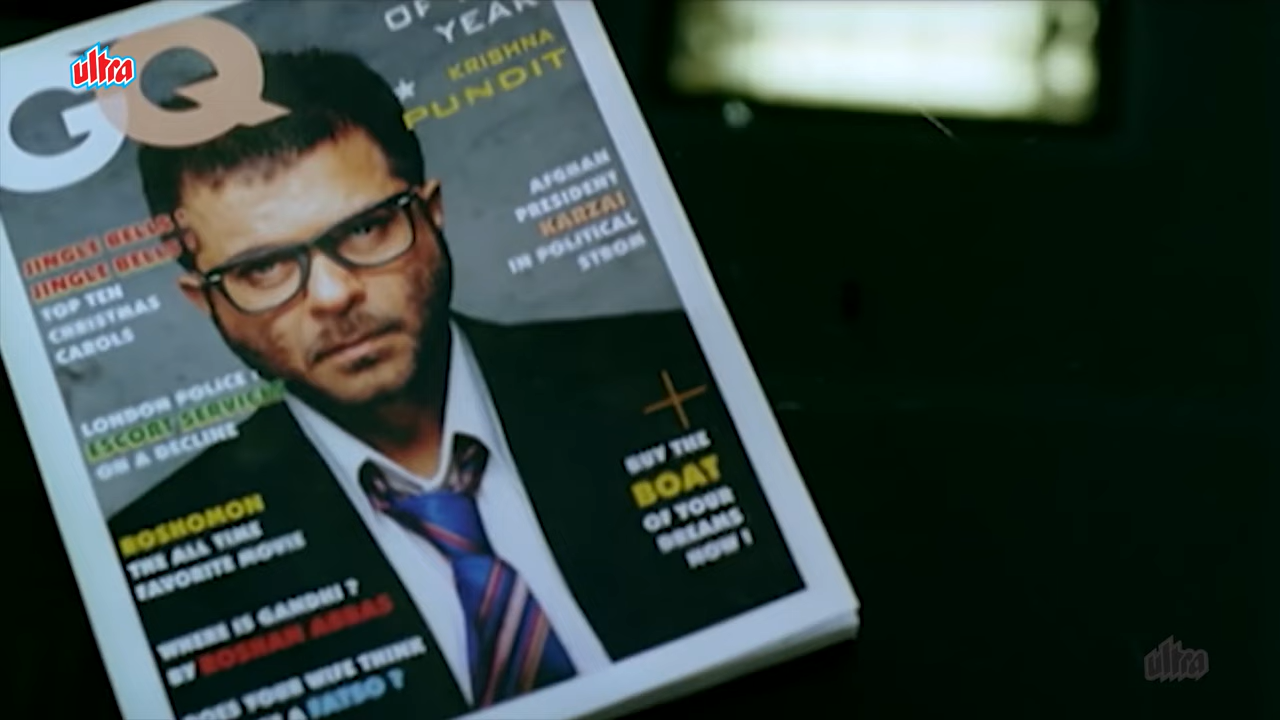 GQ
ultra
OF
YEAR
KRISHNA
PUNDIT
AFGHAN
PRESIDENT
KARZAI
IN POLITICAL
STROM
JINGLE BELLS
JINGLE BELLS
TOP TEN
CHRISTMAS
CAROLS
LONDON POLICE
ESCORT SERVICES
ON A DECLINE
ROSHOMON
THE ALL TIME
FAVORITE MOVIE
WHERE IS GANDHI ?
BY ROSHAN ABBAS
DOES YOUR WIFE THINK
A FATSO ?
BUY THE
BOAT
OF YOUR
DREAMS
NOW !
ultra